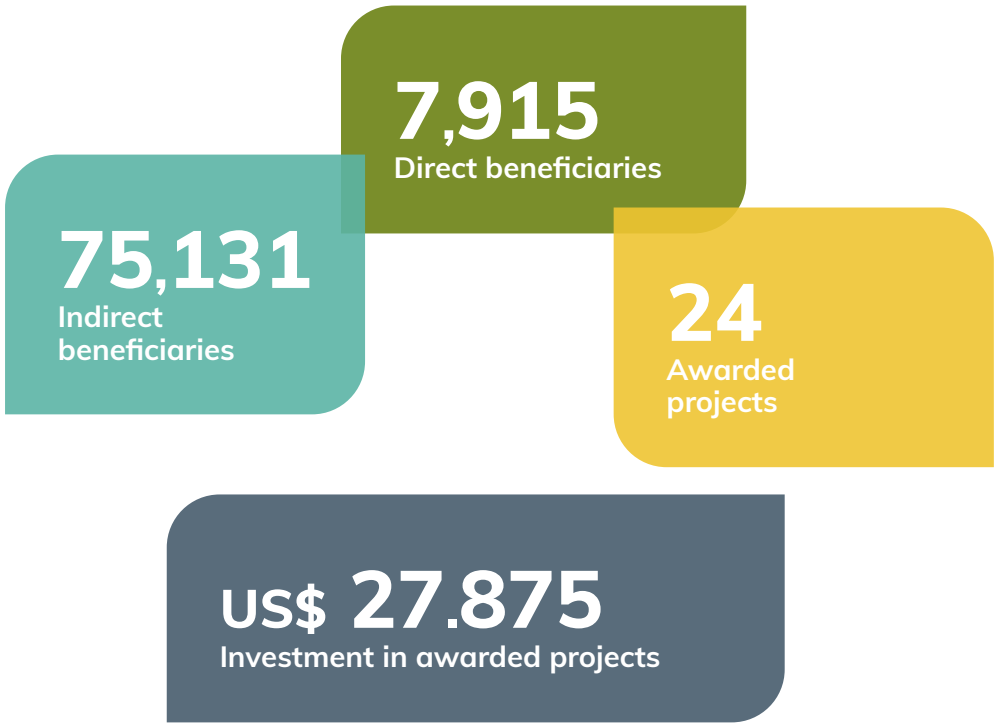 7,915
Direct beneficiaries
75,131
Indirect
beneficiaries
24
Awarded
projects
US$ 27.875
Investment in awarded projects